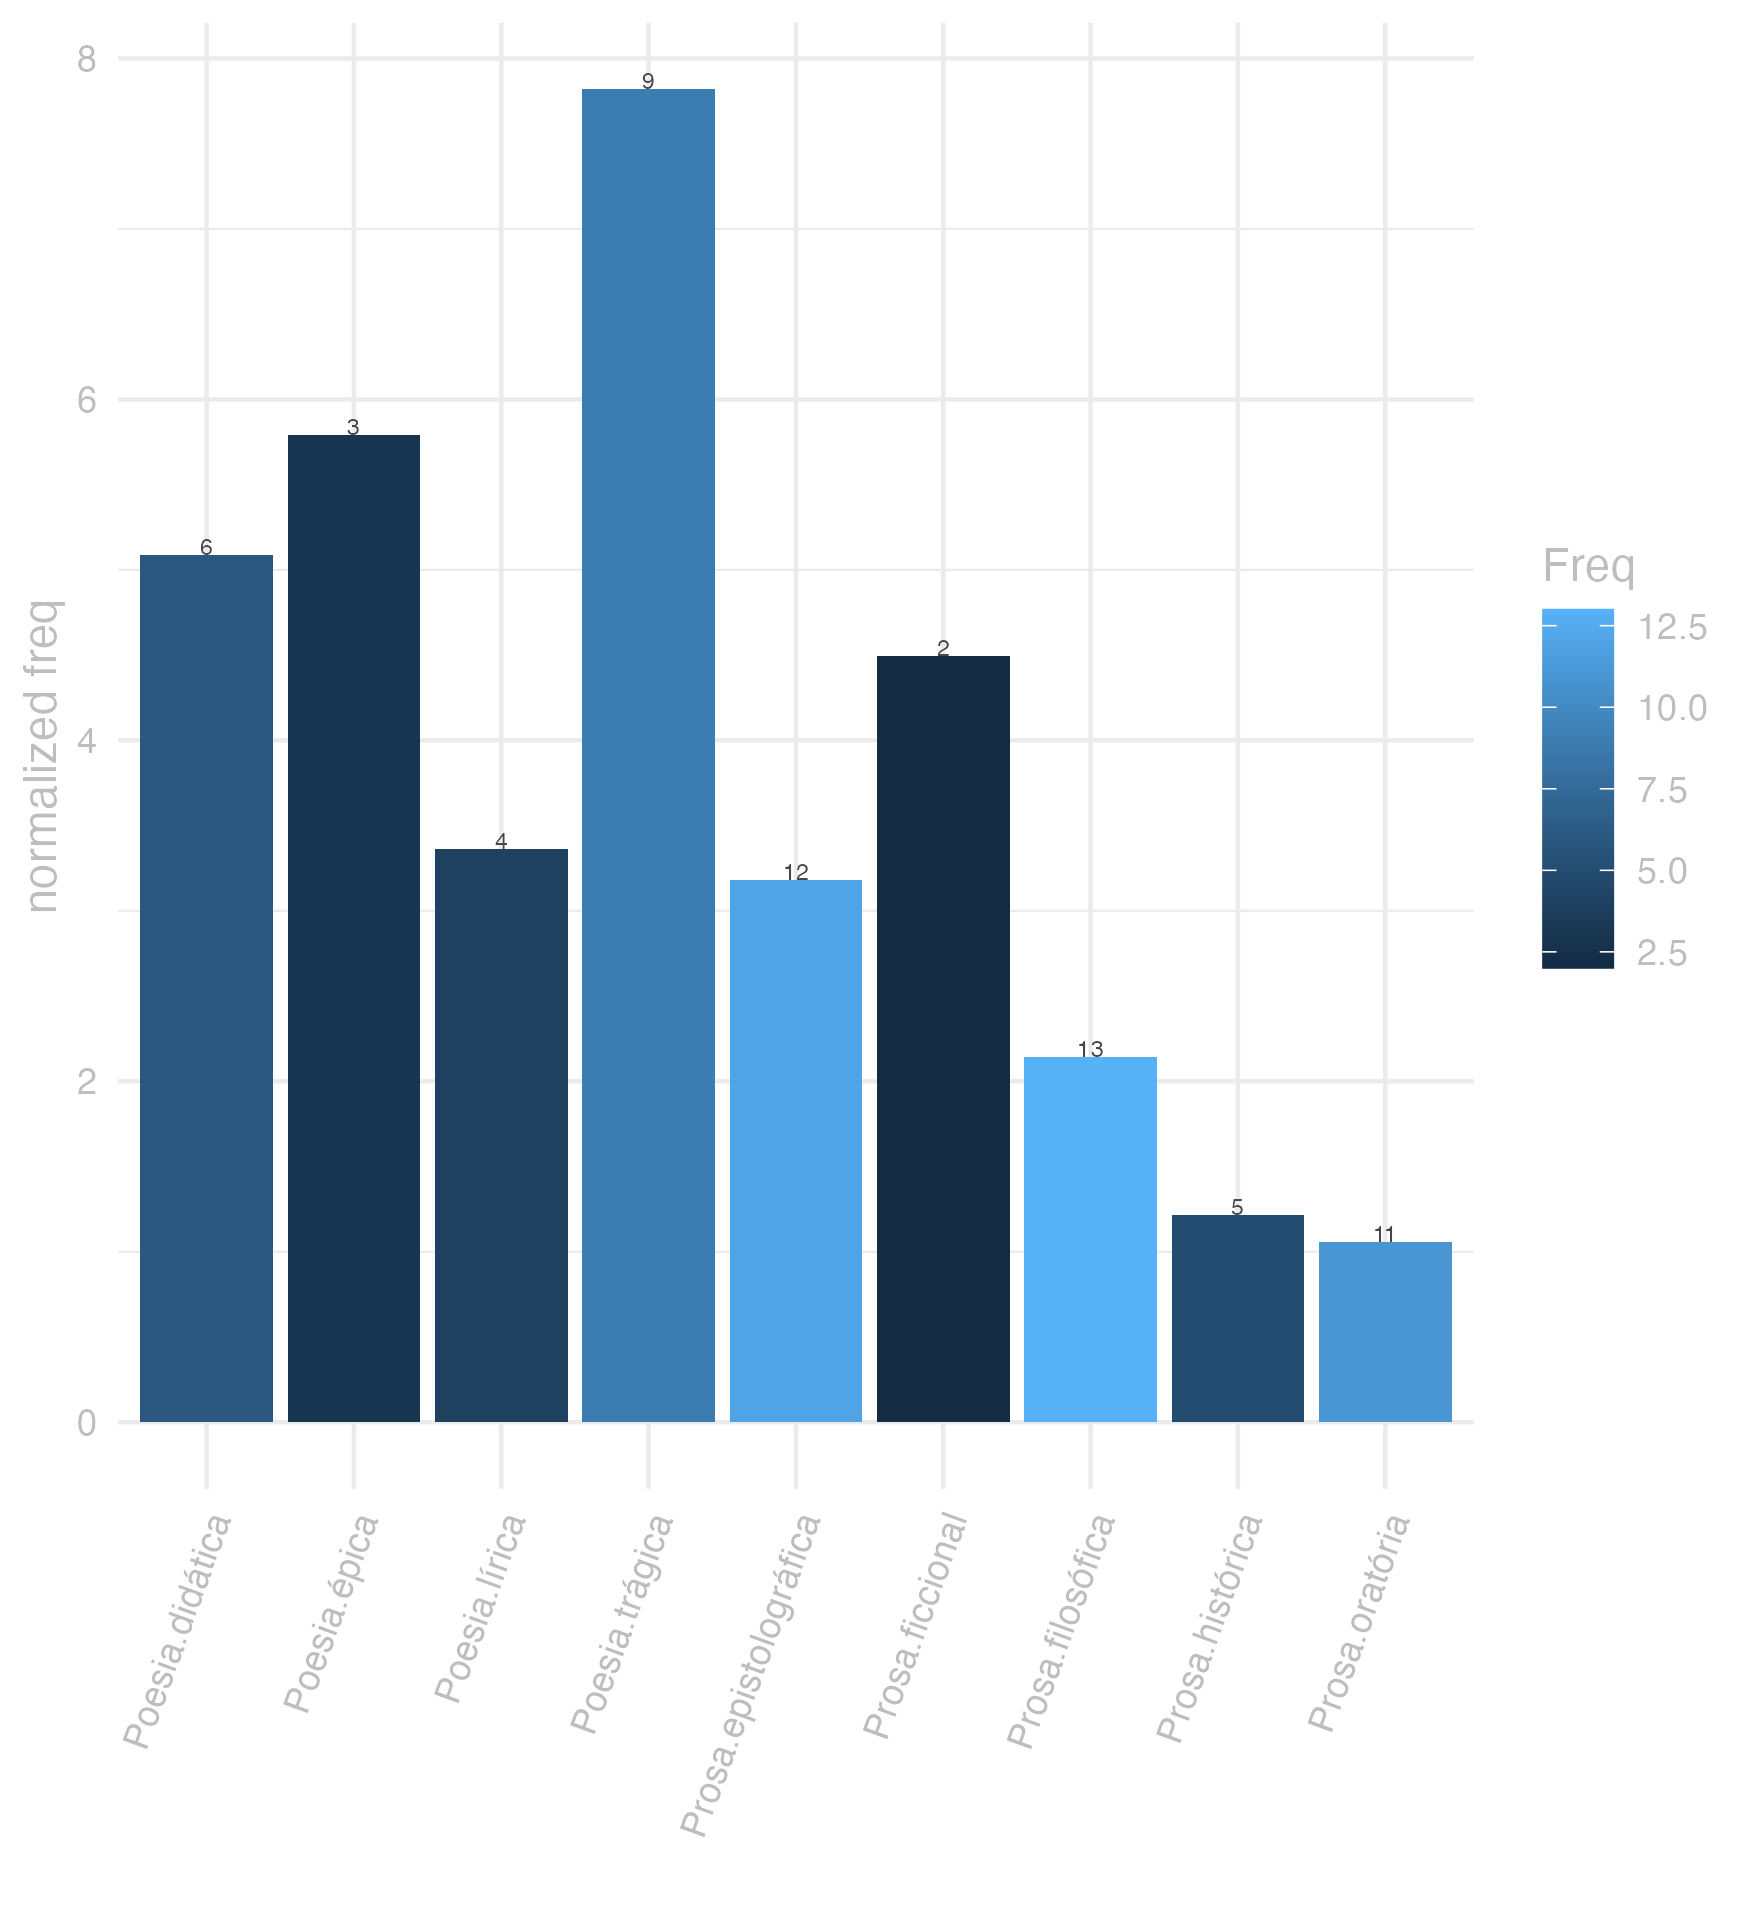 8
6
4
2
0
normalized freq
6
3
4
9
12
2
13
5
11
Poesia.didática
Poesia.épica
Poesia.lírica
Poesia.trágica
Prosa.epistolográfica
Prosa.ficcional
Prosa.filosófica
Prosa.histórica
Prosa.oratória
Freq
12.5
10.0
7.5
5.0
2.5